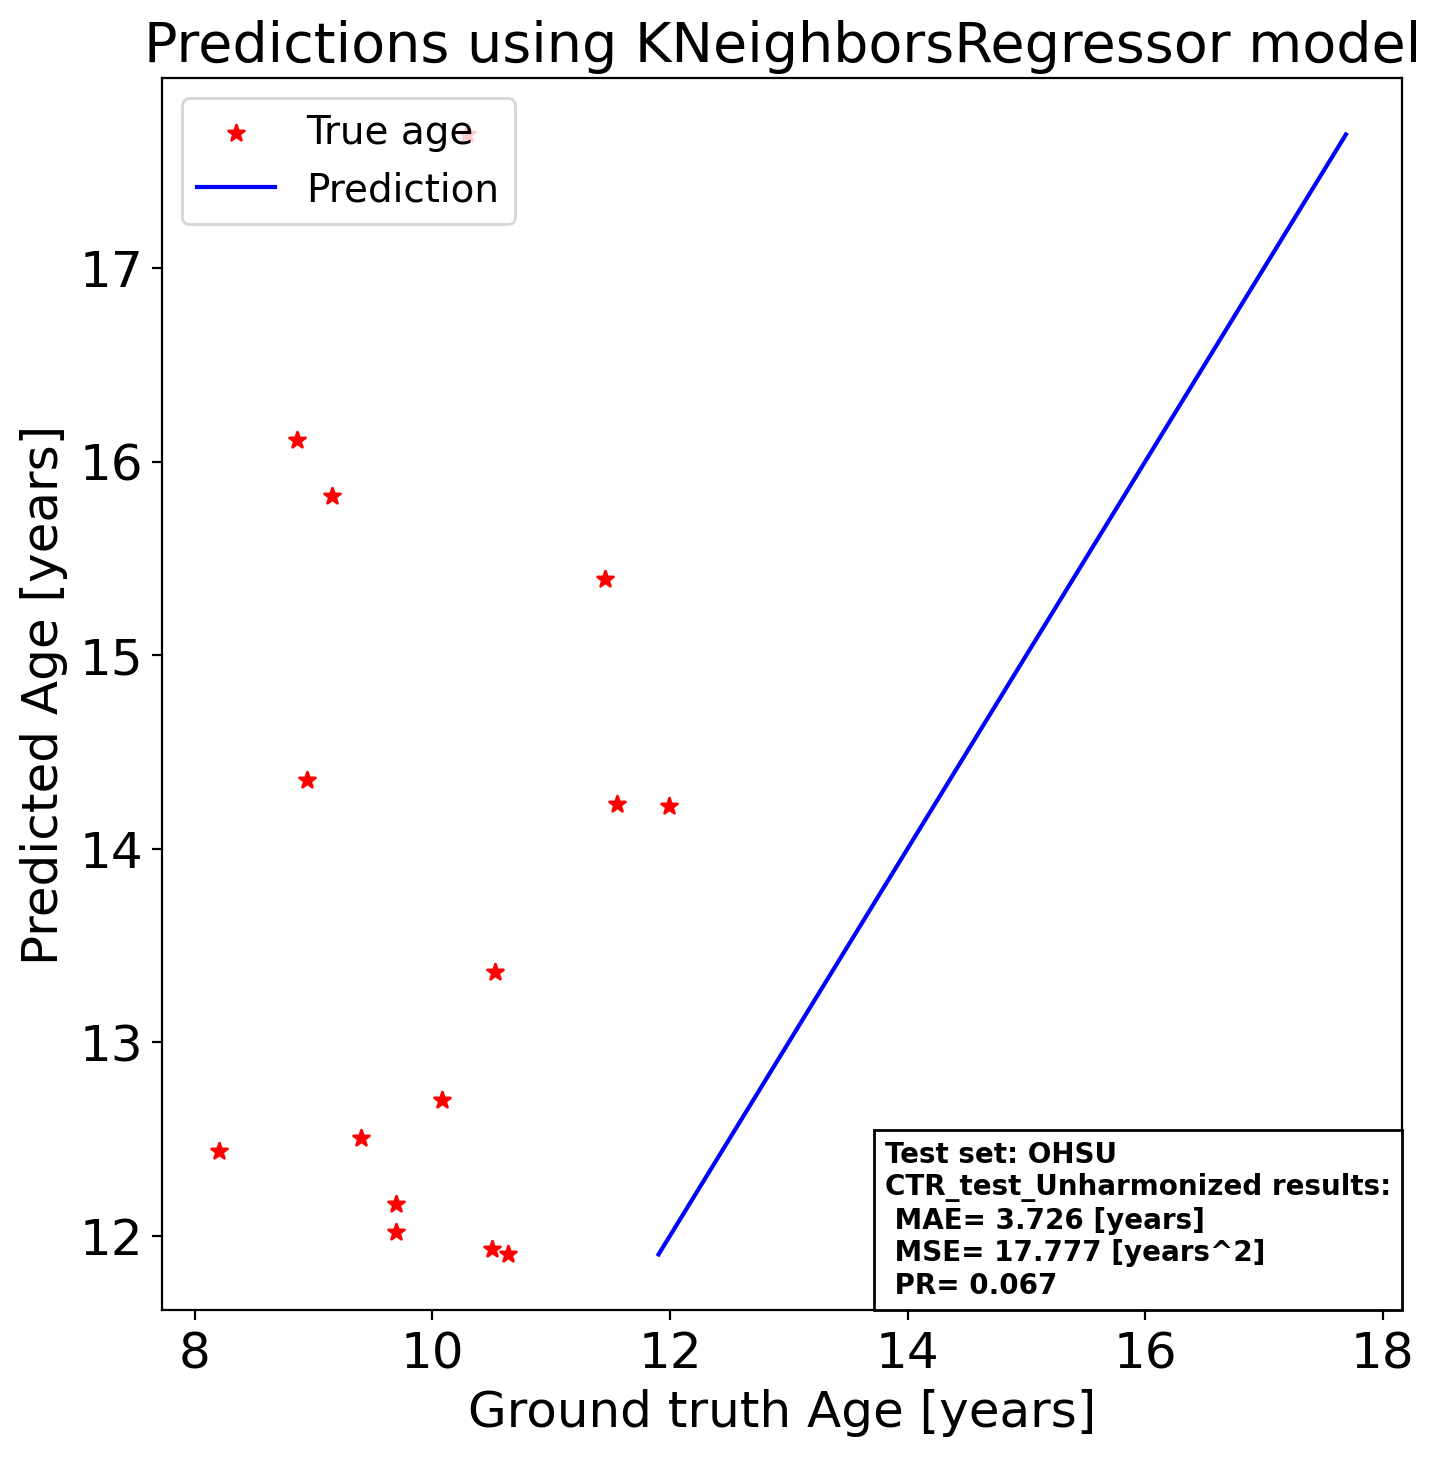 Predictions using KNeighborsRegressor model
True age
Prediction
17
16
15
14
13
12
Predicted Age [years]
Test set: OHSU
CTR_test_Unharmonized results:
MAE= 3.726 [years]
MSE= 17.777 [years^2]
PR= 0.067
8 10 12 14 16 18
Ground truth Age [years]